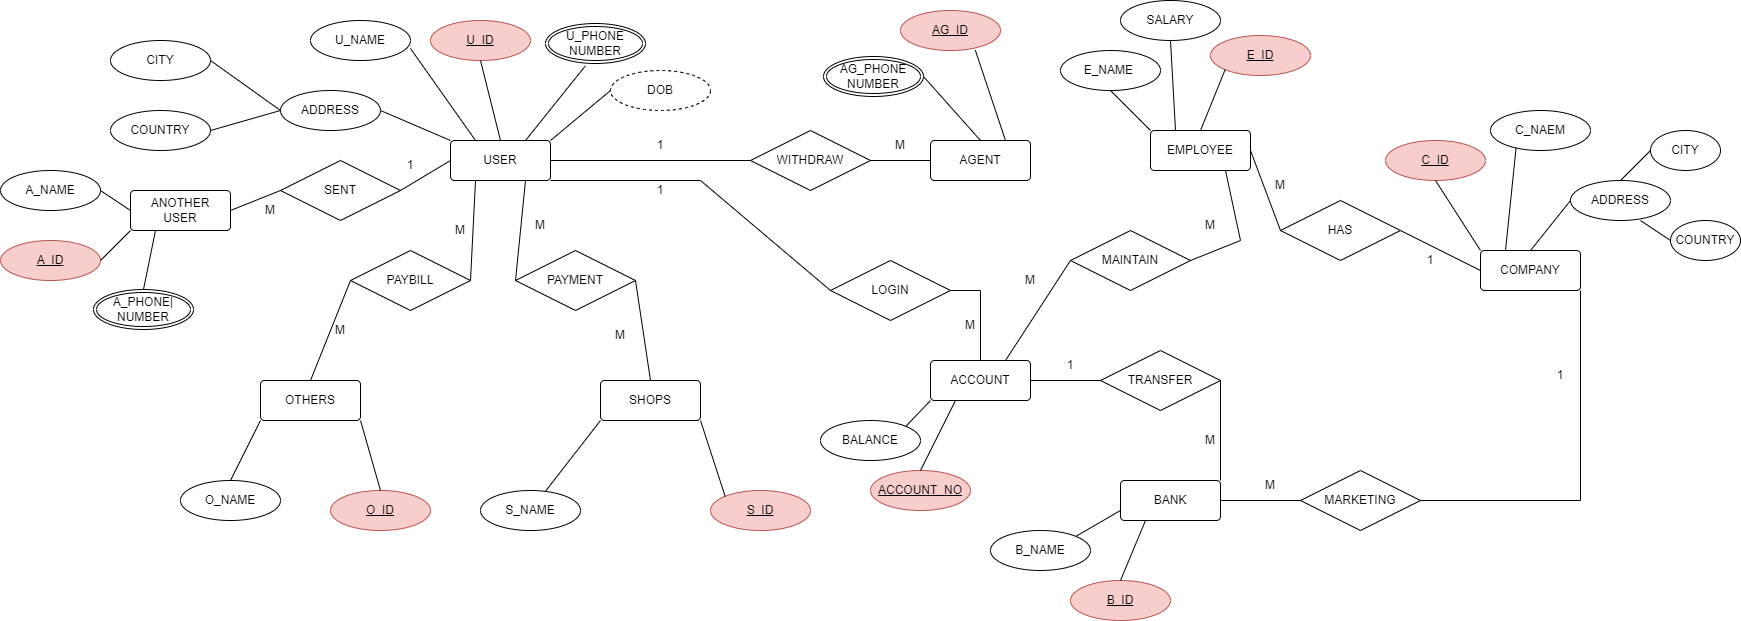 SALARY
AG_ID
U_NAME
U_ID
U_PHONE
NUMBER
E_ID
CITY
E_NAME
AG_PHONE
NUMBER
DOB
ADDRESS
COUNTRY
C_NAEM
CITY
1
M
USER
WITHDRAW
AGENT
EMPLOYEE
C_ID
1
1
M
A_NAME
SENT
ANOTHER
USER
M
ADDRESS
M
M
M
HAS
COUNTRY
A_ID
MAINTAIN
1
COMPANY
PAYBILL
PAYMENT
LOGIN
M
A_PHONE|
NUMBER
M
M
M
1
1
OTHERS
SHOPS
ACCOUNT
TRANSFER
BALANCE
M
ACCOUNT_NO
M
O_NAME
O_ID
S_NAME
S_ID
BANK
MARKETING
B_NAME
B_ID